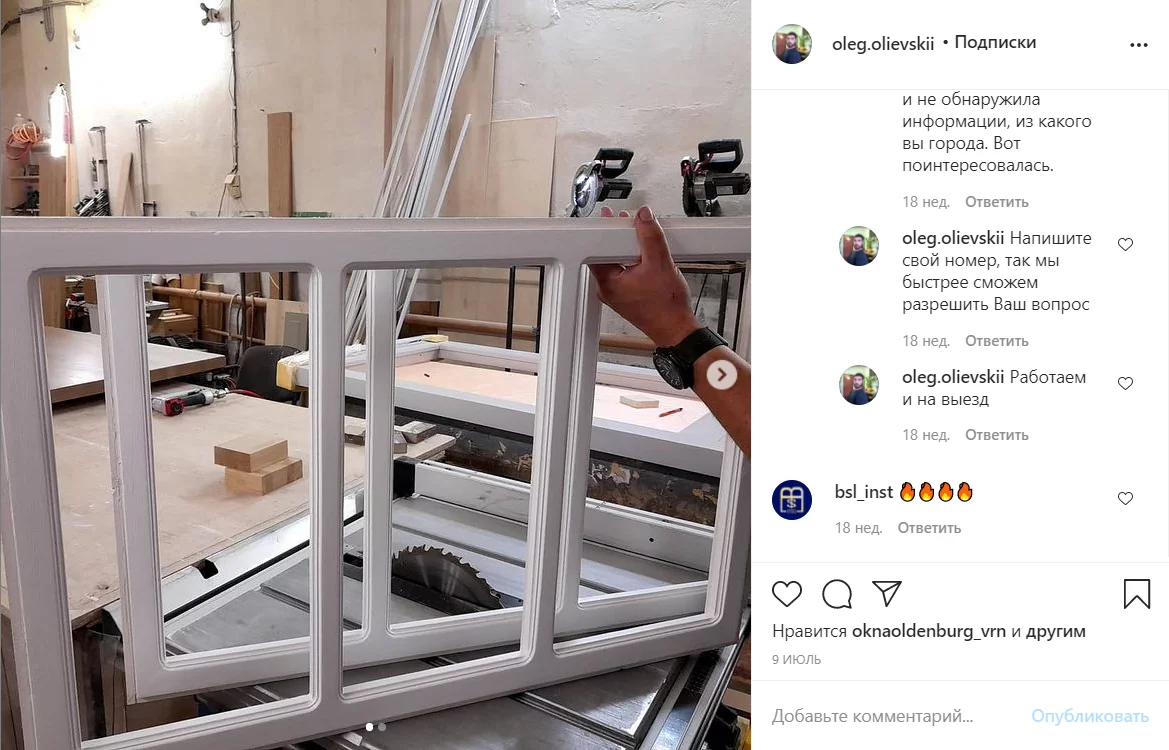 oleg.olievskii • Подписки
и не обнаружила
информации, из какого
вы города. Вот
поинтересовалась.
18 нед. Ответить
oleg.olievskii Напишите
свой номер, так мы
быстрее сможем
разрешить Ваш вопрос
18 нед. Ответить
oleg.olievskii Работаем
и на выезд
18 нед. Ответить
bsl_inst 🔥🔥🔥🔥
18 нед. Ответить
Нравится oknaoldenburg_vrn и другим
9 ИЮЛЬ
Добавьте комментарий... Опубликовать